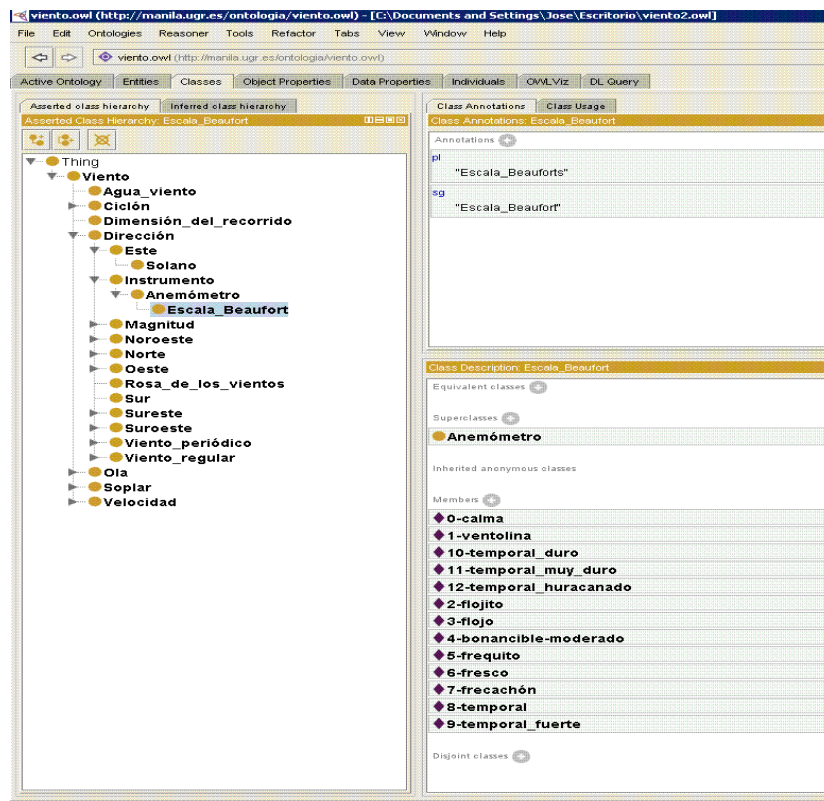 viento.owl (http://manila.ugr.es/ontologia/viento.owl) - [C:\Documents and Settings\Jose\Escritorio\viento2.owl]
File Edit Ontologies Reasoner Tools Refactor Tabs View Window Help
viento.owl (http://manila.ugr.es/ontologia/viento.owl)
Active Ontology Entities Classes Object Properties Data Properties Individuals OWLViz DL Query
Asserted class hierarchy Inferred class hierarchy
Asserted Class Hierarchy: Escala_Beaufort
Thing
Viento
Agua_viento
Ciclón
Dimensión_del_recorrido
Dirección
Este
Solano
Instrumento
Anemómetro
Escala_Beaufort
Magnitud
Noroeste
Norte
Oeste
Rosa_de_los_vientos
Sur
Sureste
Suroeste
Viento_periódico
Viento_regular
Ola
Soplar
Velocidad
Class Annotations Class Usage
Class Annotations: Escala_Beaufort
Annotations
pl
"Escala_Beauforts"
sg
"Escala_Beaufort"
Class Description: Escala_Beaufort
Equivalent classes
Superclasses
Anemómetro
Inherited anonymous classes
Members
0-calma
1-ventolina
10-temporal_duro
11-temporal_muy_duro
12-temporal_huracanado
2-flojito
3-flojo
4-bonancible-moderado
5-frequito
6-fresco
7-frecachón
8-temporal
9-temporal_fuerte
Disjoint classes